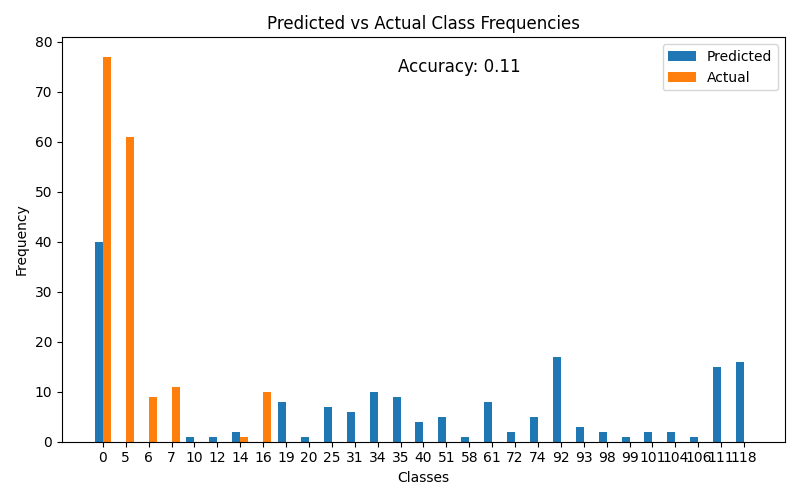 Predicted vs Actual Class Frequencies
Accuracy: 0.11
Predicted
Actual
Frequency
80
70
60
50
40
30
20
10
0
0 5 6 7 10 12 14 16 19 20 25 31 34 35 40 51 58 61 72 74 92 93 98 99 101 104 106 111 118
Classes